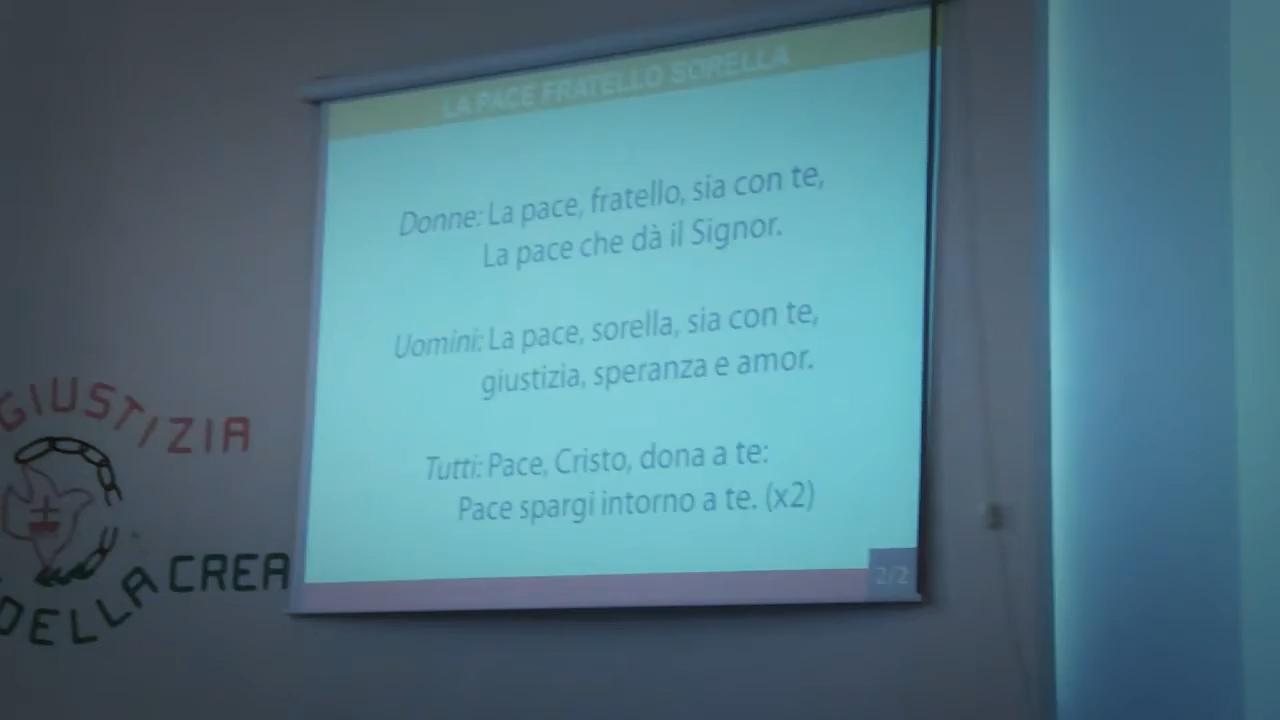 LA PACE FRATELLO SORELLA
Donne: La pace, fratello, sia con te,
La pace che dà il Signor.
Uomini: La pace, sorella, sia con te,
giustizia, speranza e amor.
Tutti: Pace, Cristo, dona a te:
Pace spargi intorno a te. (x2)
2/2
GIUSTIZIA
DELLA CREA